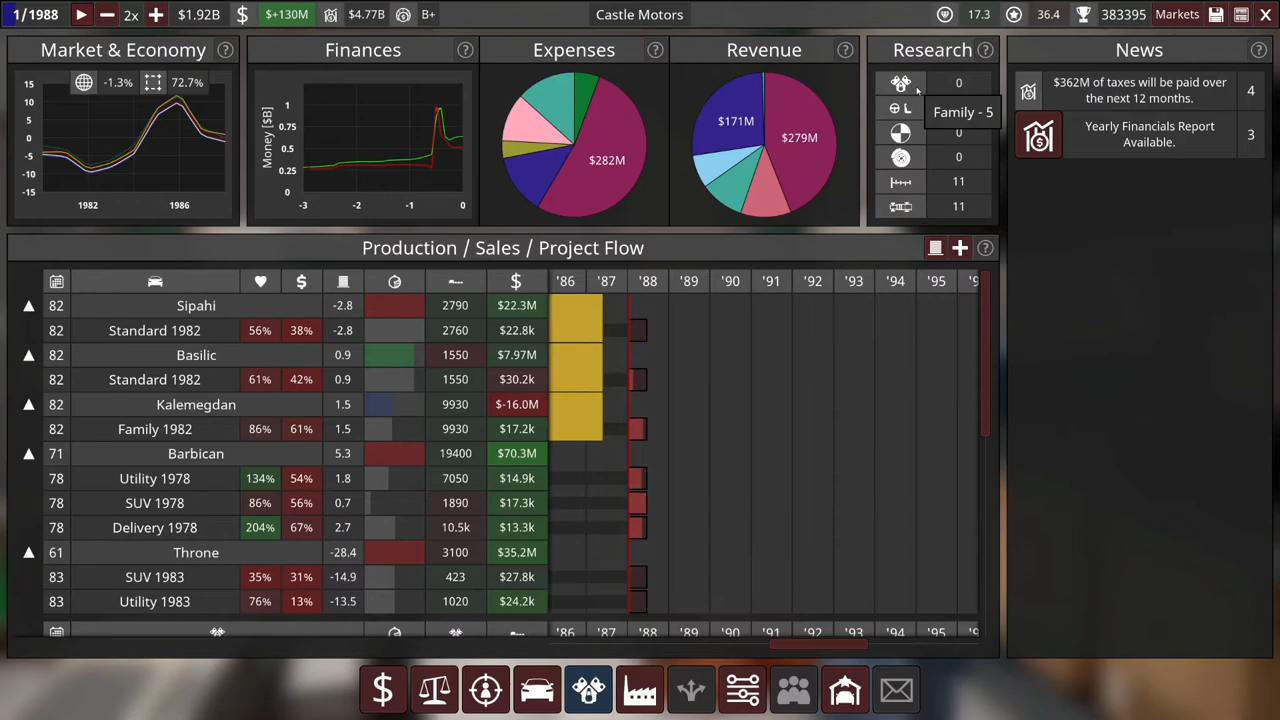 1/1988 $1.92B 2x $+130M $4.77B B+ Castle Motors 17.3 36.4 383395 Markets
Market & Economy ?
-1.3% 72.7%
15
10
5
0
-5
-10
-15
1982 1986
Finances ?
Money [$B]
1
0.75
0.5
0.25
0
-3 -2 -1 0
Expenses ?
$282M
Revenue ?
$171M $279M
Research ?
0
Family - 5
0
0
11
11
News ?
$362M of taxes will be paid over
the next 12 months.
4
Yearly Financials Report
Available.
3
Production / Sales / Project Flow ?
$ $ '86 '87 '88 '89 '90 '91 '92 '93 '94 '95
82 Sipahi -2.8 2790 $22.3M
82 Standard 1982 56% 38% -2.8 2760 $22.8k
82 Basilic 0.9 1550 $7.97M
82 Standard 1982 61% 42% 0.9 1550 $30.2k
82 Kalemegdan 1.5 9930 $-16.0M
82 Family 1982 86% 61% 1.5 9930 $17.2k
71 Barbican 5.3 19400 $70.3M
78 Utility 1978 134% 54% 1.8 7050 $14.9k
78 SUV 1978 86% 56% 0.7 1890 $17.3k
78 Delivery 1978 204% 67% 2.7 10.5k $13.3k
61 Throne -28.4 3100 $35.2M
83 SUV 1983 35% 31% -14.9 423 $27.8k
83 Utility 1983 76% 13% -13.5 1020 $24.2k
'86 '87 '88 '89 '90 '91 '92 '93 '94 '95